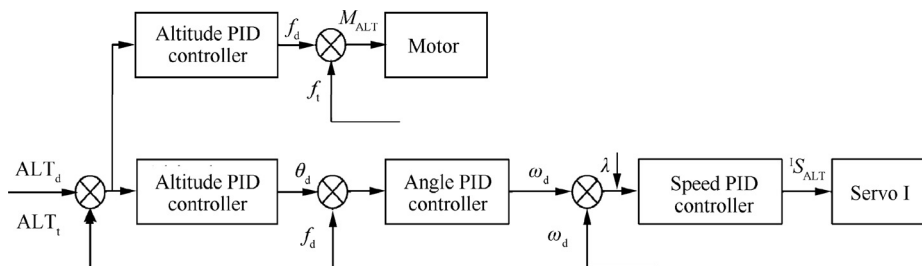 Altitude PID
controller
f_d
M_ALT
Motor
f_t
ALT_d
ALT_t
Altitude PID
controller
θ_d
f_d
Angle PID
controller
ω_d
ω_d
λ
Speed PID
controller
^IS_ALT
Servo I